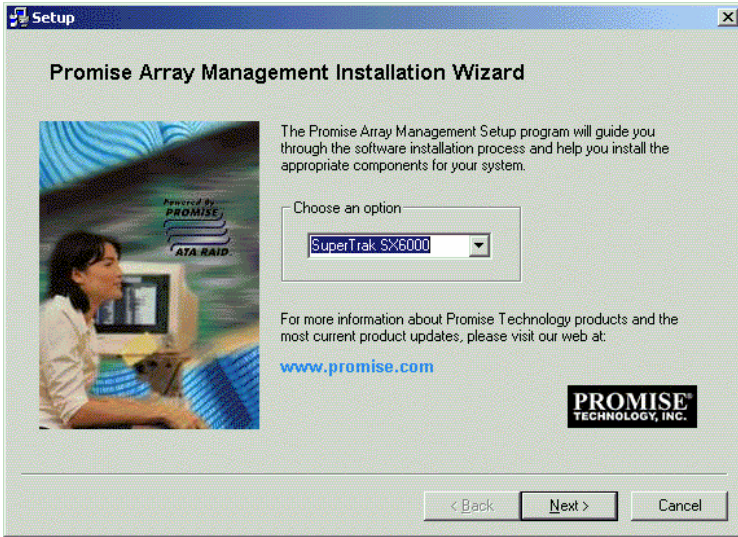 Setup
Promise Array Management Installation Wizard
The Promise Array Management Setup program will guide you
through the software installation process and help you install the
appropriate components for your system.
Powered By
PROMISE
ATA RAID
Choose an option
SuperTrak SX6000
For more information about Promise Technology products and the
most current product updates, please visit our web at:
www.promise.com
PROMISE®
TECHNOLOGY, INC.
< Back
Next >
Cancel